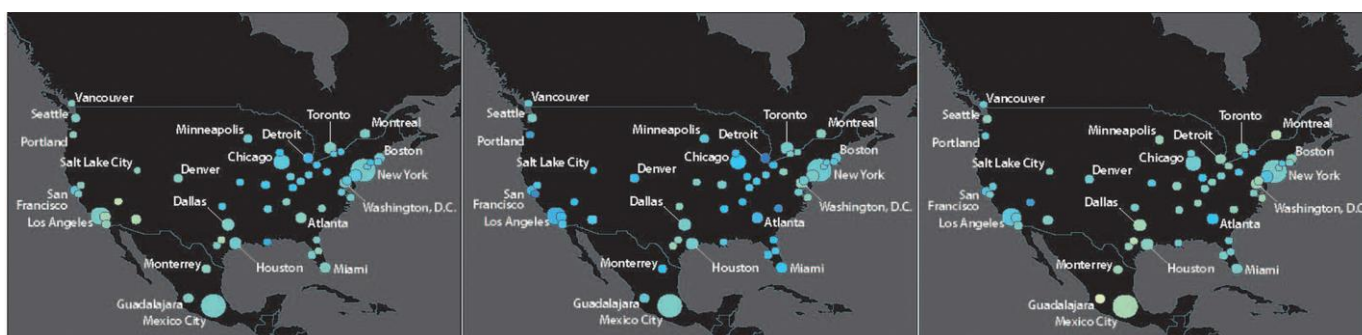 Vancouver
Seattle
Portland
Minneapolis
Detroit
Toronto
Montreal
Salt Lake City
Denver
Chicago
Boston
New York
San
Francisco
Los Angeles
Dallas
Atlanta
Washington, D.C.
Monterrey
Houston
Miami
Guadalajara
Mexico City
Vancouver
Seattle
Portland
Minneapolis
Detroit
Toronto
Montreal
Salt Lake City
Denver
Chicago
Boston
New York
San
Francisco
Los Angeles
Dallas
Atlanta
Washington, D.C.
Monterrey
Houston
Miami
Guadalajara
Mexico City
Vancouver
Seattle
Portland
Minneapolis
Detroit
Toronto
Montreal
Salt Lake City
Denver
Chicago
Boston
New York
San
Francisco
Los Angeles
Dallas
Atlanta
Washington, D.C.
Monterrey
Houston
Miami
Guadalajara
Mexico City